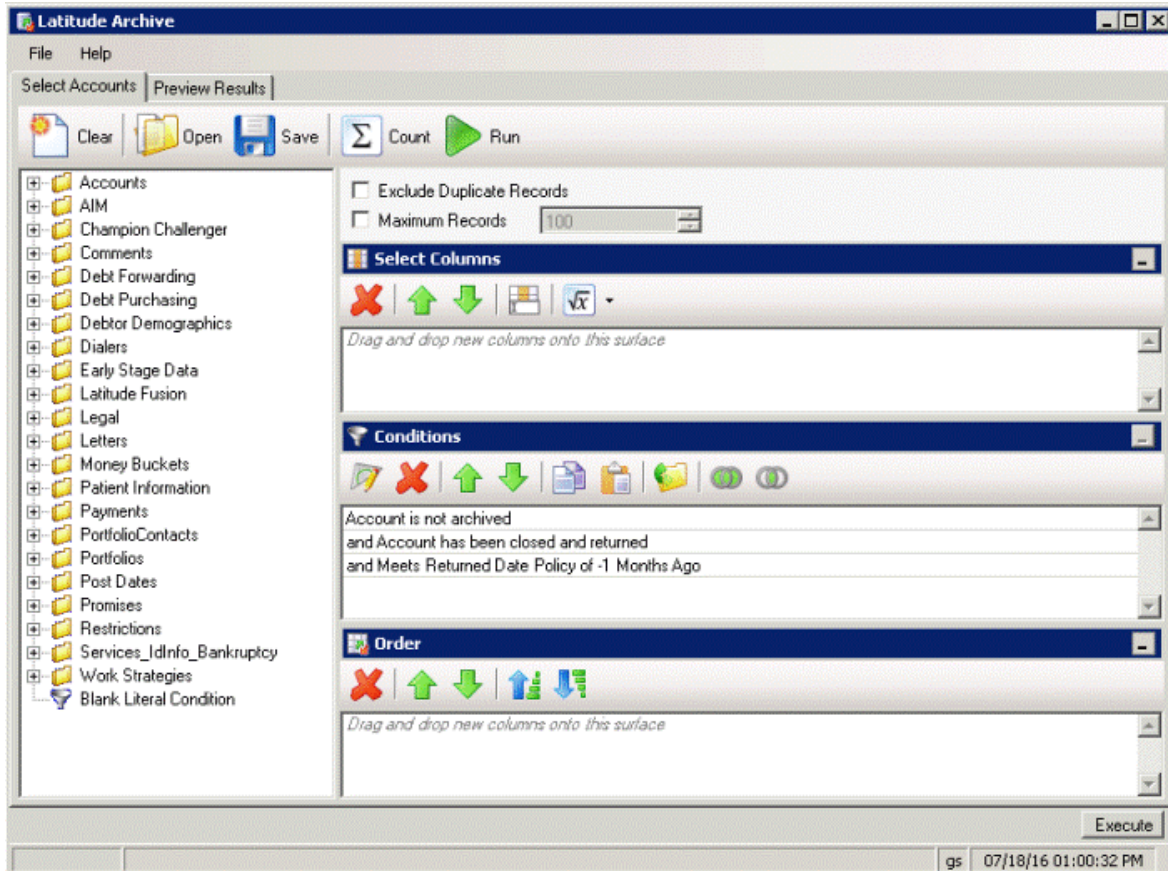 Latitude Archive
File Help
Select Accounts Preview Results
Clear Open Save Σ Count Run
Accounts
AIM
Champion Challenger
Comments
Debt Forwarding
Debt Purchasing
Debtor Demographics
Dialers
Early Stage Data
Latitude Fusion
Legal
Letters
Money Buckets
Patient Information
Payments
PortfolioContacts
Portfolios
Post Dates
Promises
Restrictions
Services_IdInfo_Bankruptcy
Work Strategies
Blank Literal Condition
Exclude Duplicate Records
Maximum Records 100
Select Columns
√x
Drag and drop new columns onto this surface
Conditions
Account is not archived
and Account has been closed and returned
and Meets Returned Date Policy of -1 Months Ago
Order
Drag and drop new columns onto this surface
Execute
gs 07/18/16 01:00:32 PM